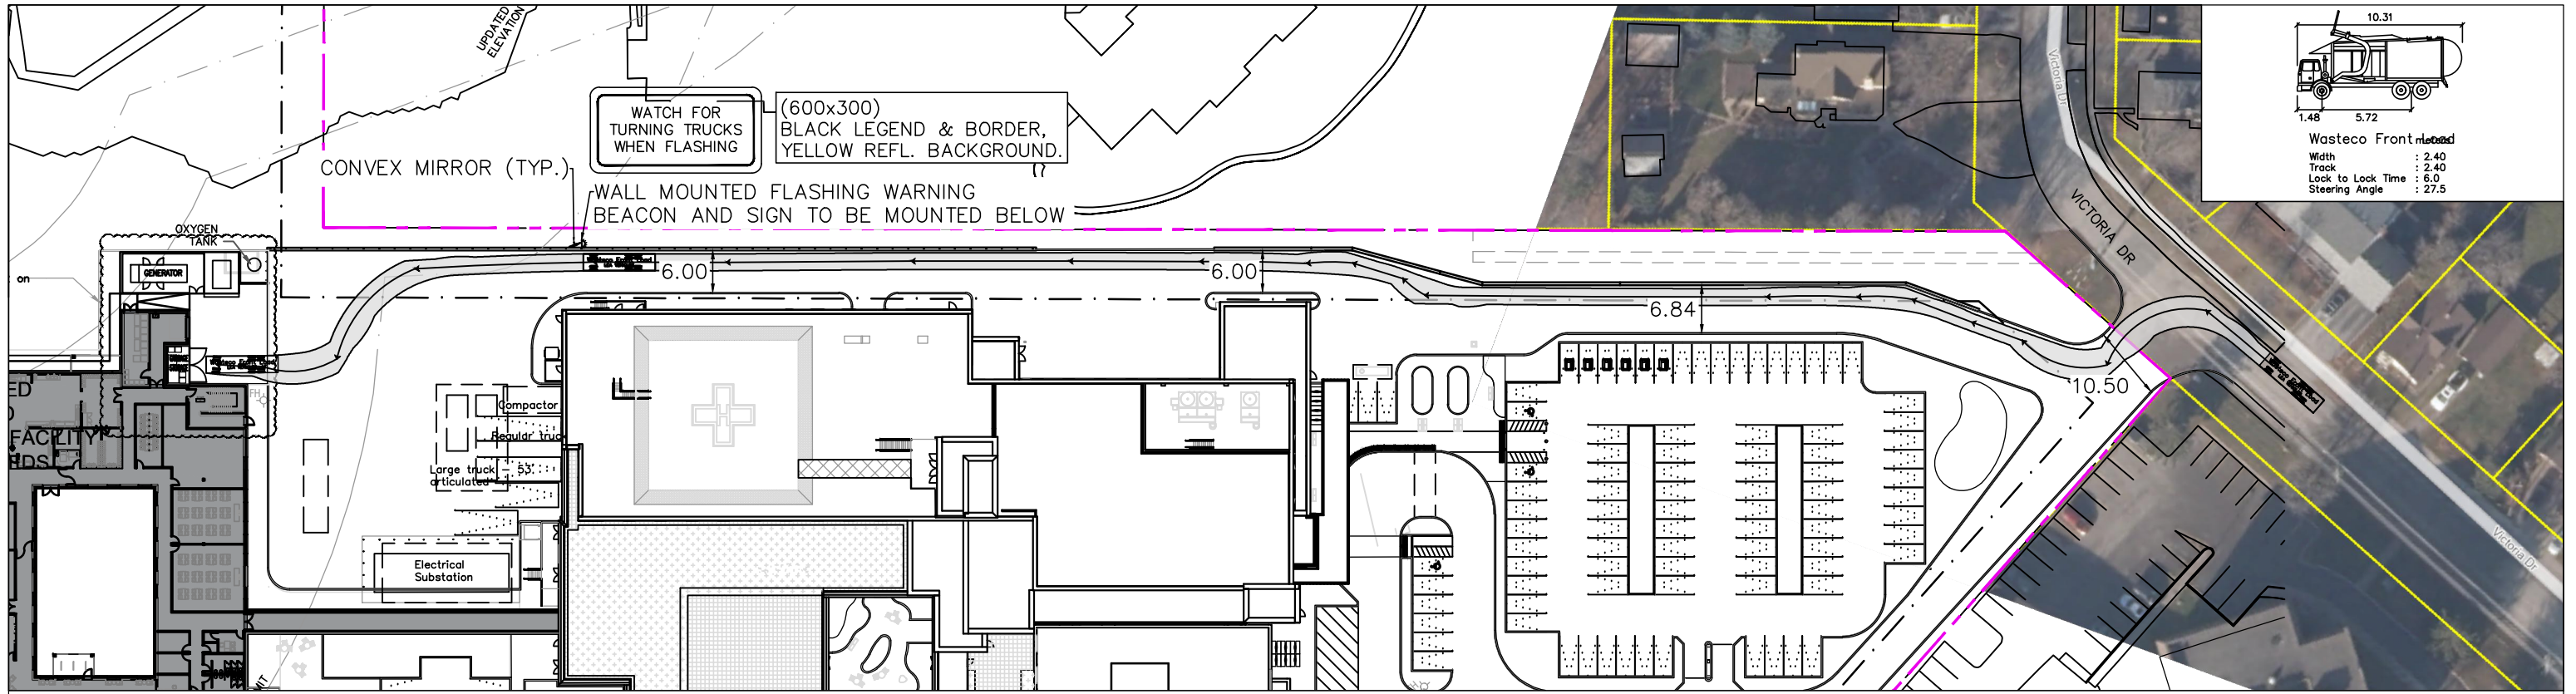 UPDATED
ELEVATION
WATCH FOR
TURNING TRUCKS
WHEN FLASHING
(600x300)
BLACK LEGEND & BORDER,
YELLOW REFL. BACKGROUND.
CONVEX MIRROR (TYP.)
WALL MOUNTED FLASHING WARNING
BEACON AND SIGN TO BE MOUNTED BELOW
Victoria Dr
VICTORIA DR
10.31
1.48
5.72
Wasteco Front Load
Width : 2.40
Track : 2.40
Lock to Lock Time : 6.0
Steering Angle : 27.5
OXYGEN
TANK
GENERATOR
on
6.00
6.00
6.84
10.50
FH
ED
FACILITY
Compactor
Regular truc
Large truck - 53'
articulated
Electrical
Substation
Victoria Dr